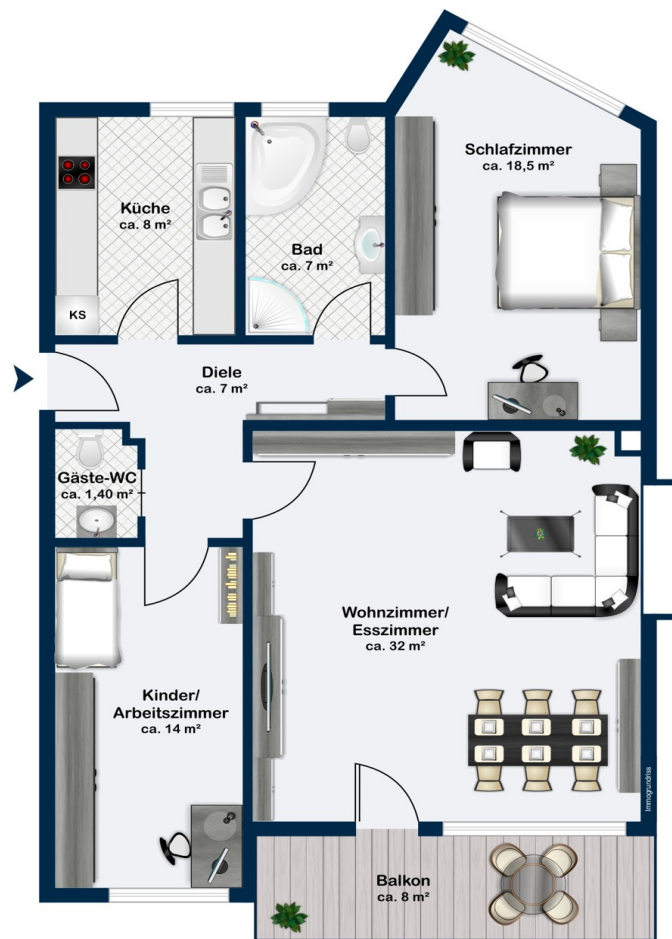 Schlafzimmer
ca. 18,5 m²
Küche
ca. 8 m²
Bad
ca. 7 m²
KS
Diele
ca. 7 m²
Gäste-WC
ca. 1,40 m²
Wohnzimmer/
Esszimmer
ca. 32 m²
Kinder/
Arbeitszimmer
ca. 14 m²
Immogrundriss
Balkon
ca. 8 m²